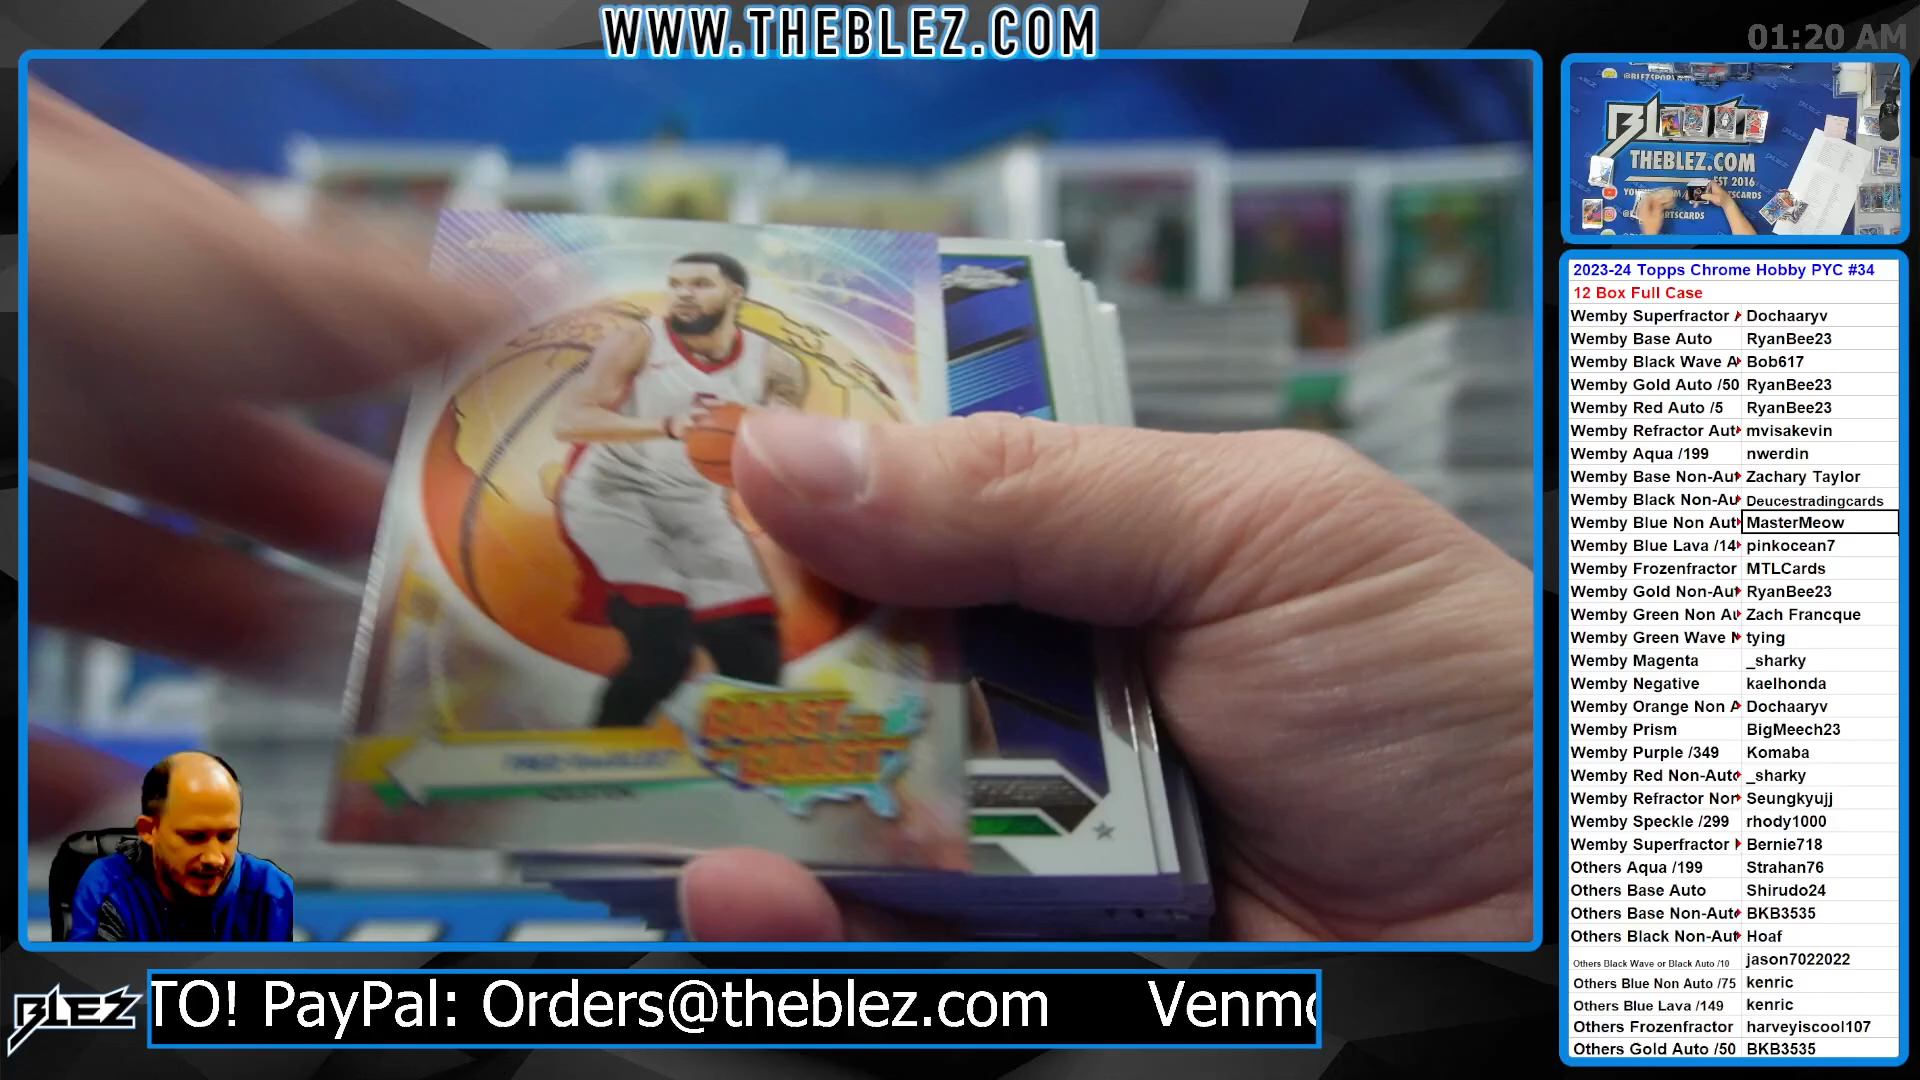 WWW.THEBLEZ.COM
01:20 AM
THEBLEZ.COM
EST 2016
2023-24 Topps Chrome Hobby PYC #34
12 Box Full Case
Wemby Superfractor Dochaaryv
Wemby Base Auto RyanBee23
Wemby Black Wave A Bob617
Wemby Gold Auto /50 RyanBee23
Wemby Red Auto /5 RyanBee23
Wemby Refractor Aut mvisakevin
Wemby Aqua /199 nwerdin
Wemby Base Non-Aut Zachary Taylor
Wemby Black Non-Au Deucestradingcards
Wemby Blue Non Aut MasterMeow
Wemby Blue Lava /14 pinkocean7
Wemby Frozenfractor MTLCards
Wemby Gold Non-Aut RyanBee23
Wemby Green Non Au Zach Francque
Wemby Green Wave N tying
Wemby Magenta _sharky
Wemby Negative kaelhonda
Wemby Orange Non A Dochaaryv
Wemby Prism BigMeech23
Wemby Purple /349 Komaba
Wemby Red Non-Auto _sharky
Wemby Refractor Non Seungkyujj
Wemby Speckle /299 rhody1000
Wemby Superfractor Bernie718
Others Aqua /199 Strahan76
Others Base Auto Shirudo24
Others Base Non-Auto BKB3535
Others Black Non-Aut Hoaf
Others Black Wave or Black Auto /10 jason7022022
Others Blue Non Auto /75 kenric
Others Blue Lava /149 kenric
Others Frozenfractor harveyiscool107
Others Gold Auto /50 BKB3535
COAST TO COAST
BLEZ
TO! PayPal: Orders@theblez.com Venmo